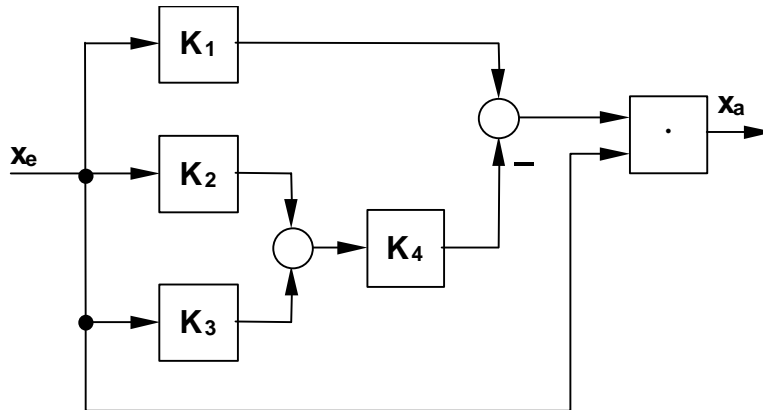 K₁
xₑ
K₂
K₃
K₄
–
·
xₐ